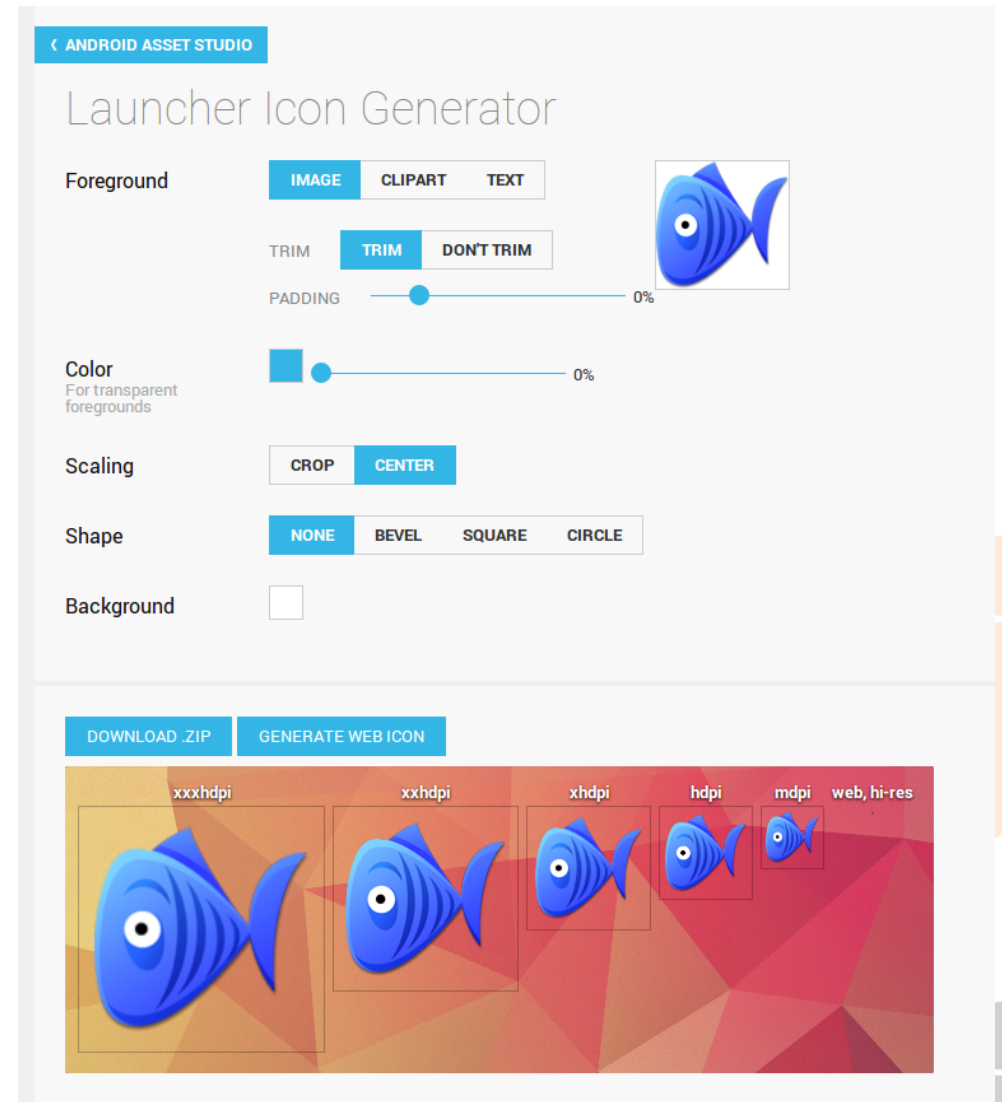 ‹ ANDROID ASSET STUDIO
Launcher Icon Generator
Foreground
IMAGE CLIPART TEXT
TRIM TRIM DON'T TRIM
PADDING 0%
Color 0%
For transparent
foregrounds
Scaling
CROP CENTER
Shape
NONE BEVEL SQUARE CIRCLE
Background
DOWNLOAD .ZIP GENERATE WEB ICON
xxxhdpi xxhdpi xhdpi hdpi mdpi web, hi-res